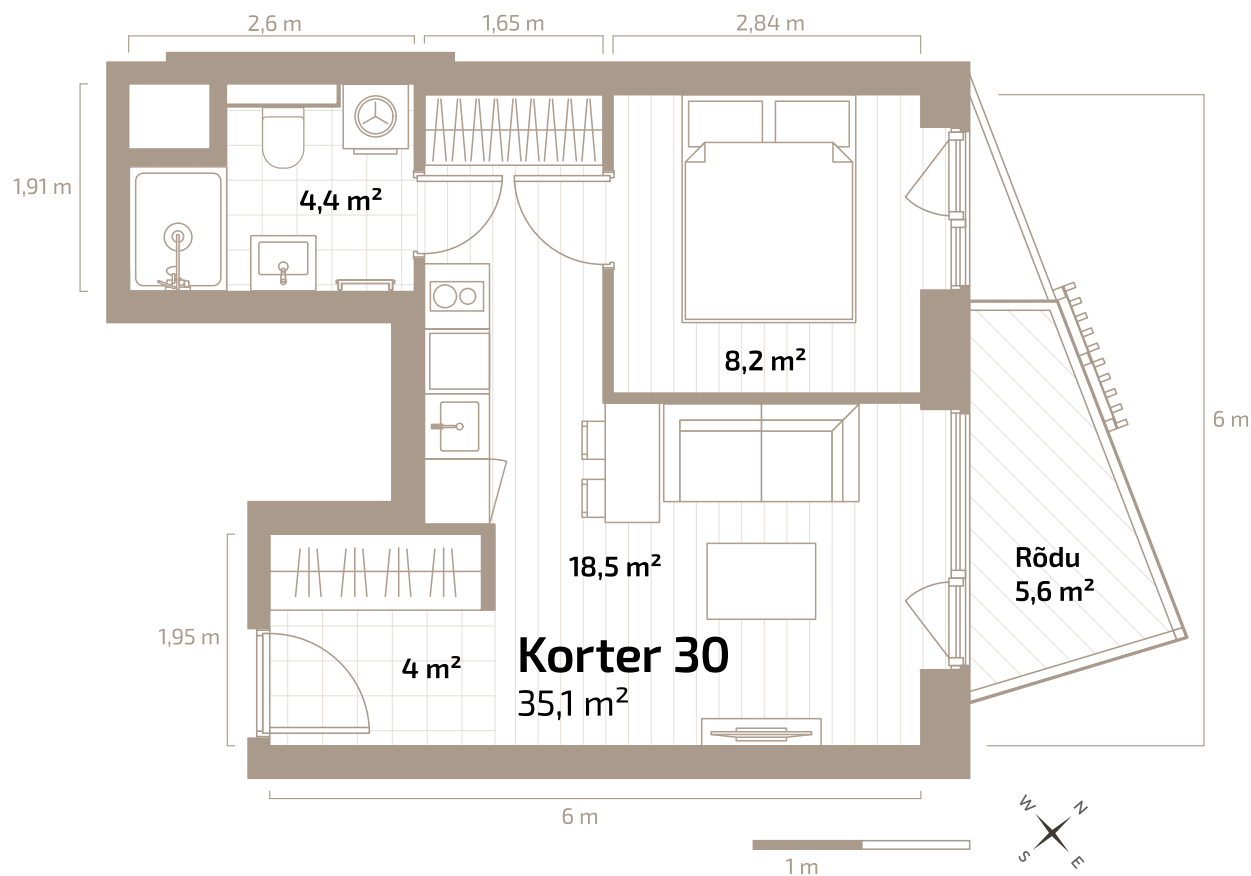 2,6 m
1,65 m
2,84 m
1,91 m
4,4 m²
8,2 m²
6 m
18,5 m²
Rõdu
5,6 m²
1,95 m
4 m²
Korter 30
35,1 m²
6 m
1 m
W
N
S
E